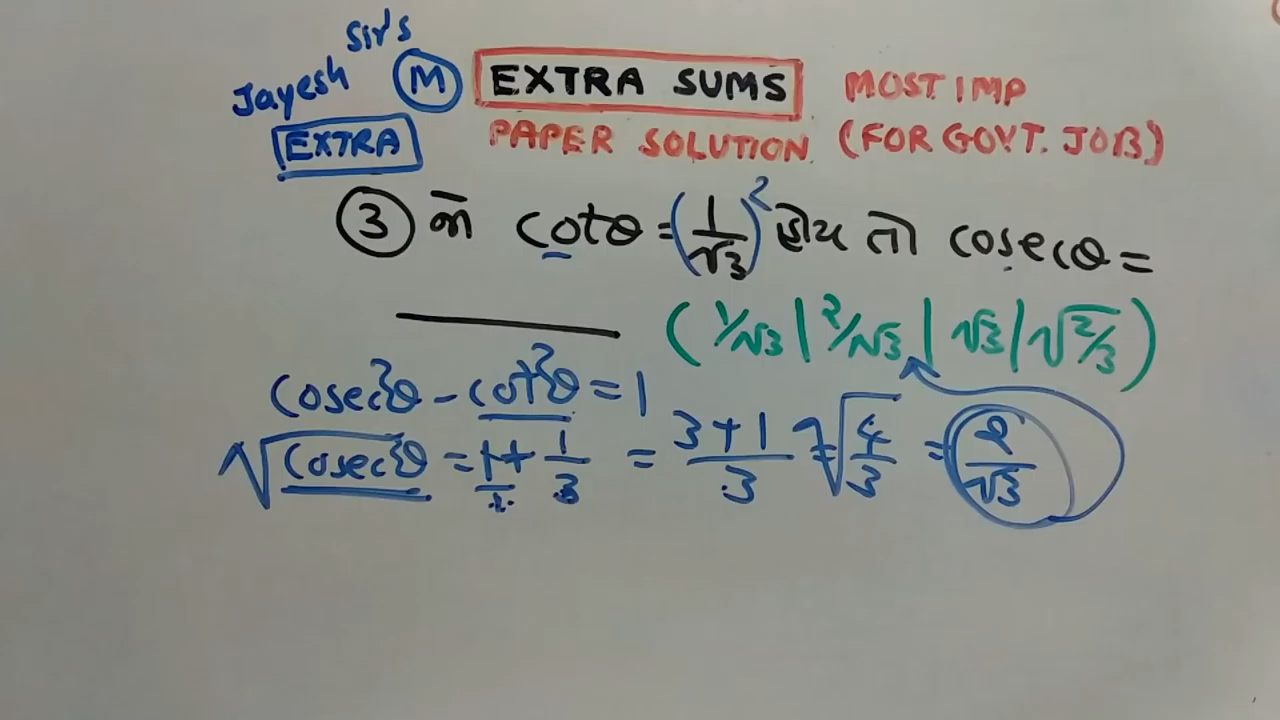 Jayesh Sir's M EXTRA SUMS MOST IMP
EXTRA PAPER SOLUTION (FOR GOVT. JOB)
③ જો cotθ = (1/√3)² હોય તો cosecθ =
(1/√3 | 2/√3 | √3 | √2/3)
cosec²θ - cot²θ = 1
√cosec²θ = 1/1 + 1/3 = 3+1/3 = √4/3 = 2/√3